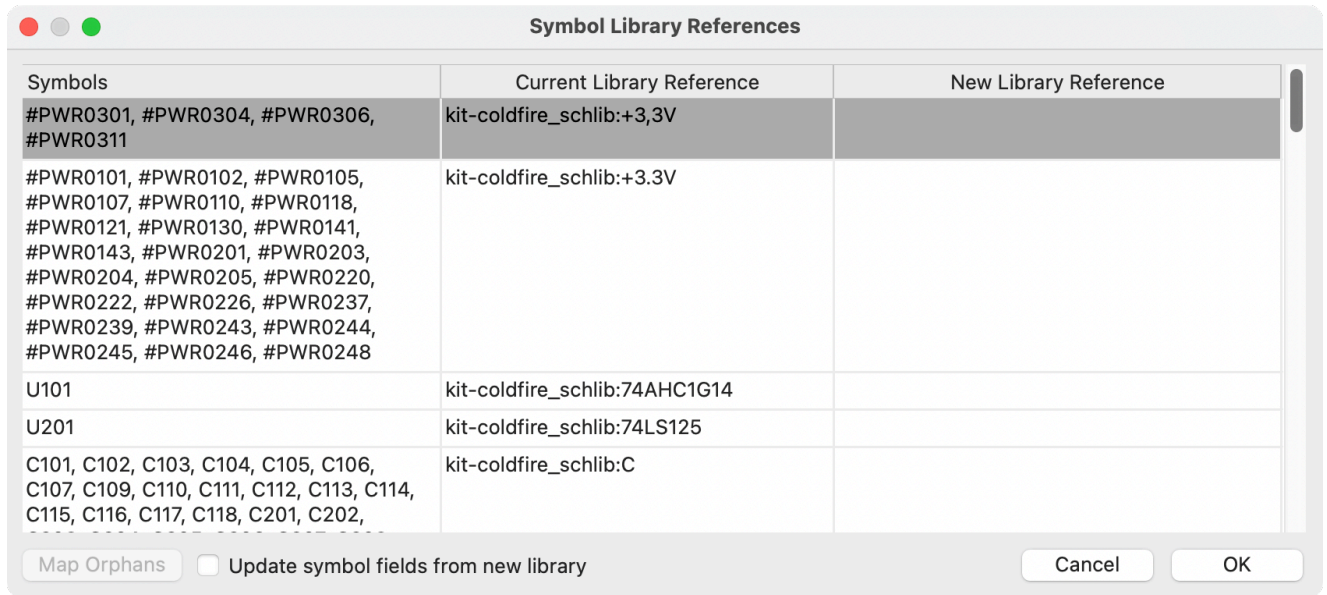 Symbol Library References
Symbols Current Library Reference New Library Reference
#PWR0301, #PWR0304, #PWR0306, kit-coldfire_schlib:+3,3V
#PWR0311
#PWR0101, #PWR0102, #PWR0105, kit-coldfire_schlib:+3.3V
#PWR0107, #PWR0110, #PWR0118,
#PWR0121, #PWR0130, #PWR0141,
#PWR0143, #PWR0201, #PWR0203,
#PWR0204, #PWR0205, #PWR0220,
#PWR0222, #PWR0226, #PWR0237,
#PWR0239, #PWR0243, #PWR0244,
#PWR0245, #PWR0246, #PWR0248
U101 kit-coldfire_schlib:74AHC1G14
U201 kit-coldfire_schlib:74LS125
C101, C102, C103, C104, C105, C106, kit-coldfire_schlib:C
C107, C109, C110, C111, C112, C113, C114,
C115, C116, C117, C118, C201, C202,
Map Orphans Update symbol fields from new library Cancel OK